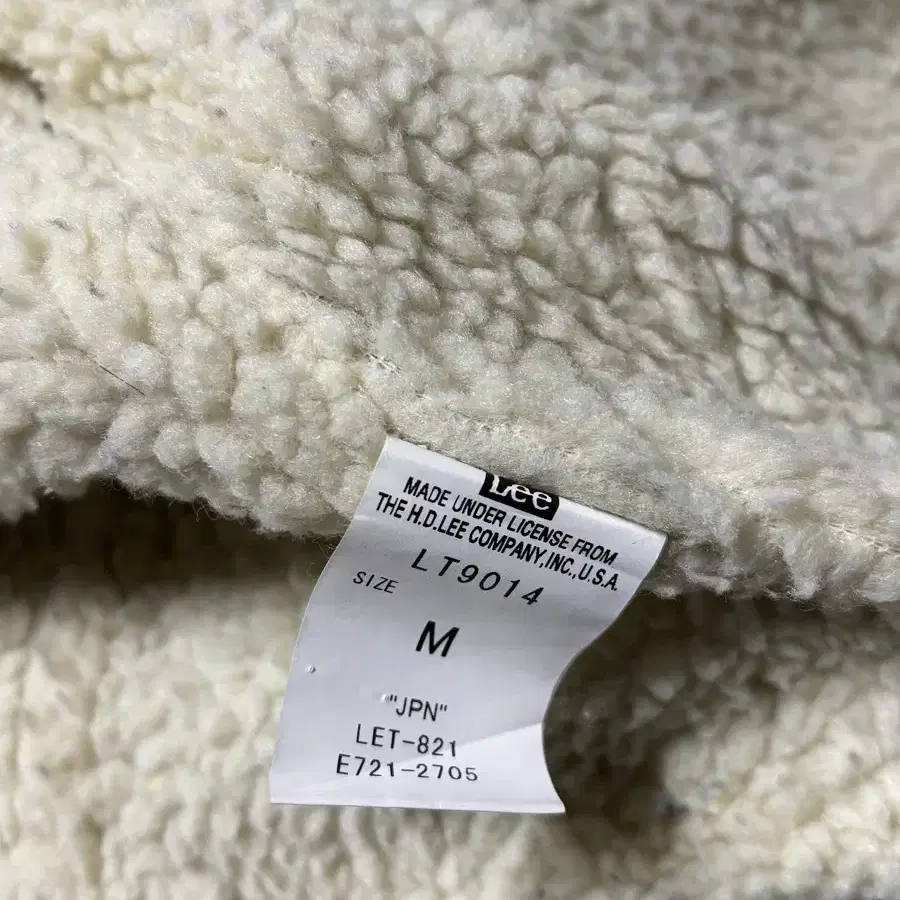 Lee
MADE UNDER LICENSE FROM
THE H.D.LEE COMPANY,INC.,U.S.A.
LT9014
SIZE
M
"JPN"
LET-821
E721-2705